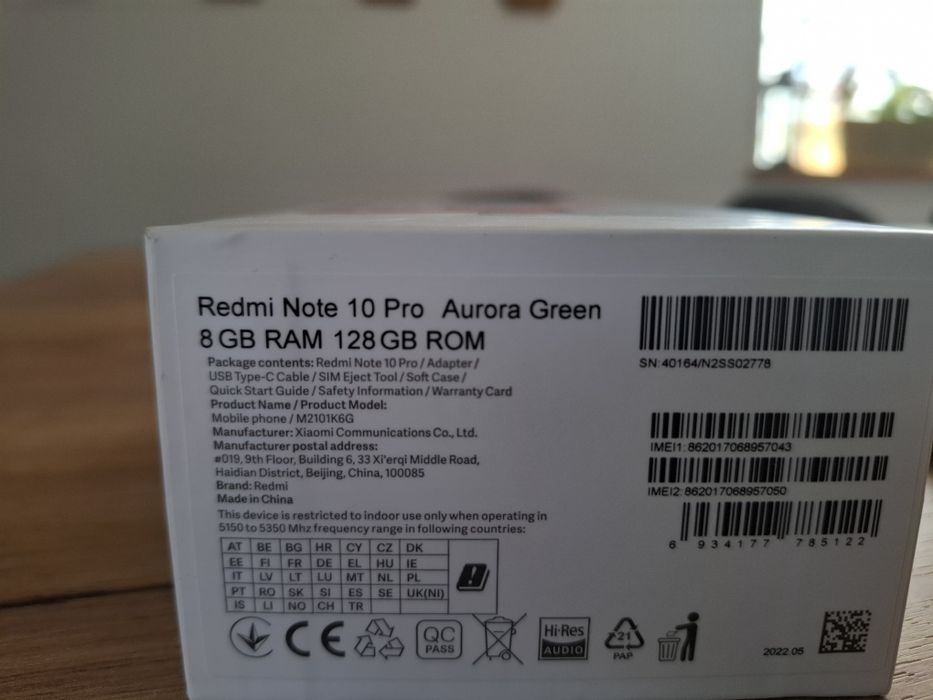 Redmi Note 10 Pro Aurora Green
8 GB RAM 128 GB ROM
Package contents: Redmi Note 10 Pro / Adapter /
USB Type-C Cable / SIM Eject Tool / Soft Case /
Quick Start Guide / Safety Information / Warranty Card
Product Name / Product Model:
Mobile phone / M2101K6G
Manufacturer: Xiaomi Communications Co., Ltd.
Manufacturer postal address:
#019, 9th Floor, Building 6, 33 Xi'erqi Middle Road,
Haidian District, Beijing, China, 100085
Brand: Redmi
Made in China
This device is restricted to indoor use only when operating in
5150 to 5350 Mhz frequency range in following countries:
AT BE BG HR CY CZ DK
EE FI FR DE EL HU IE
IT LV LT LU MT NL PL
PT RO SK SI ES SE UK(NI)
IS LI NO CH TR
SN: 40164/N2SS02778
IMEI1: 862017068957043
IMEI2: 862017068957050
6 934177 785122
CE
QC
PASS
Hi-Res
AUDIO
21
PAP
2022.05